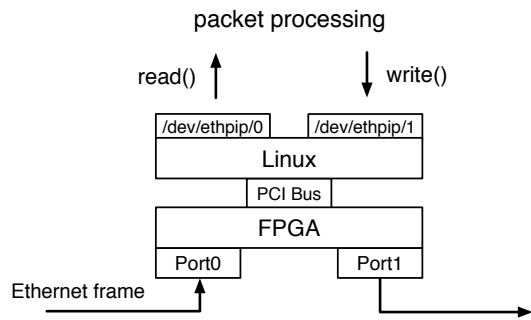 packet processing
read()
write()
/dev/ethpip/0
/dev/ethpip/1
Linux
PCI Bus
FPGA
Port0
Port1
Ethernet frame